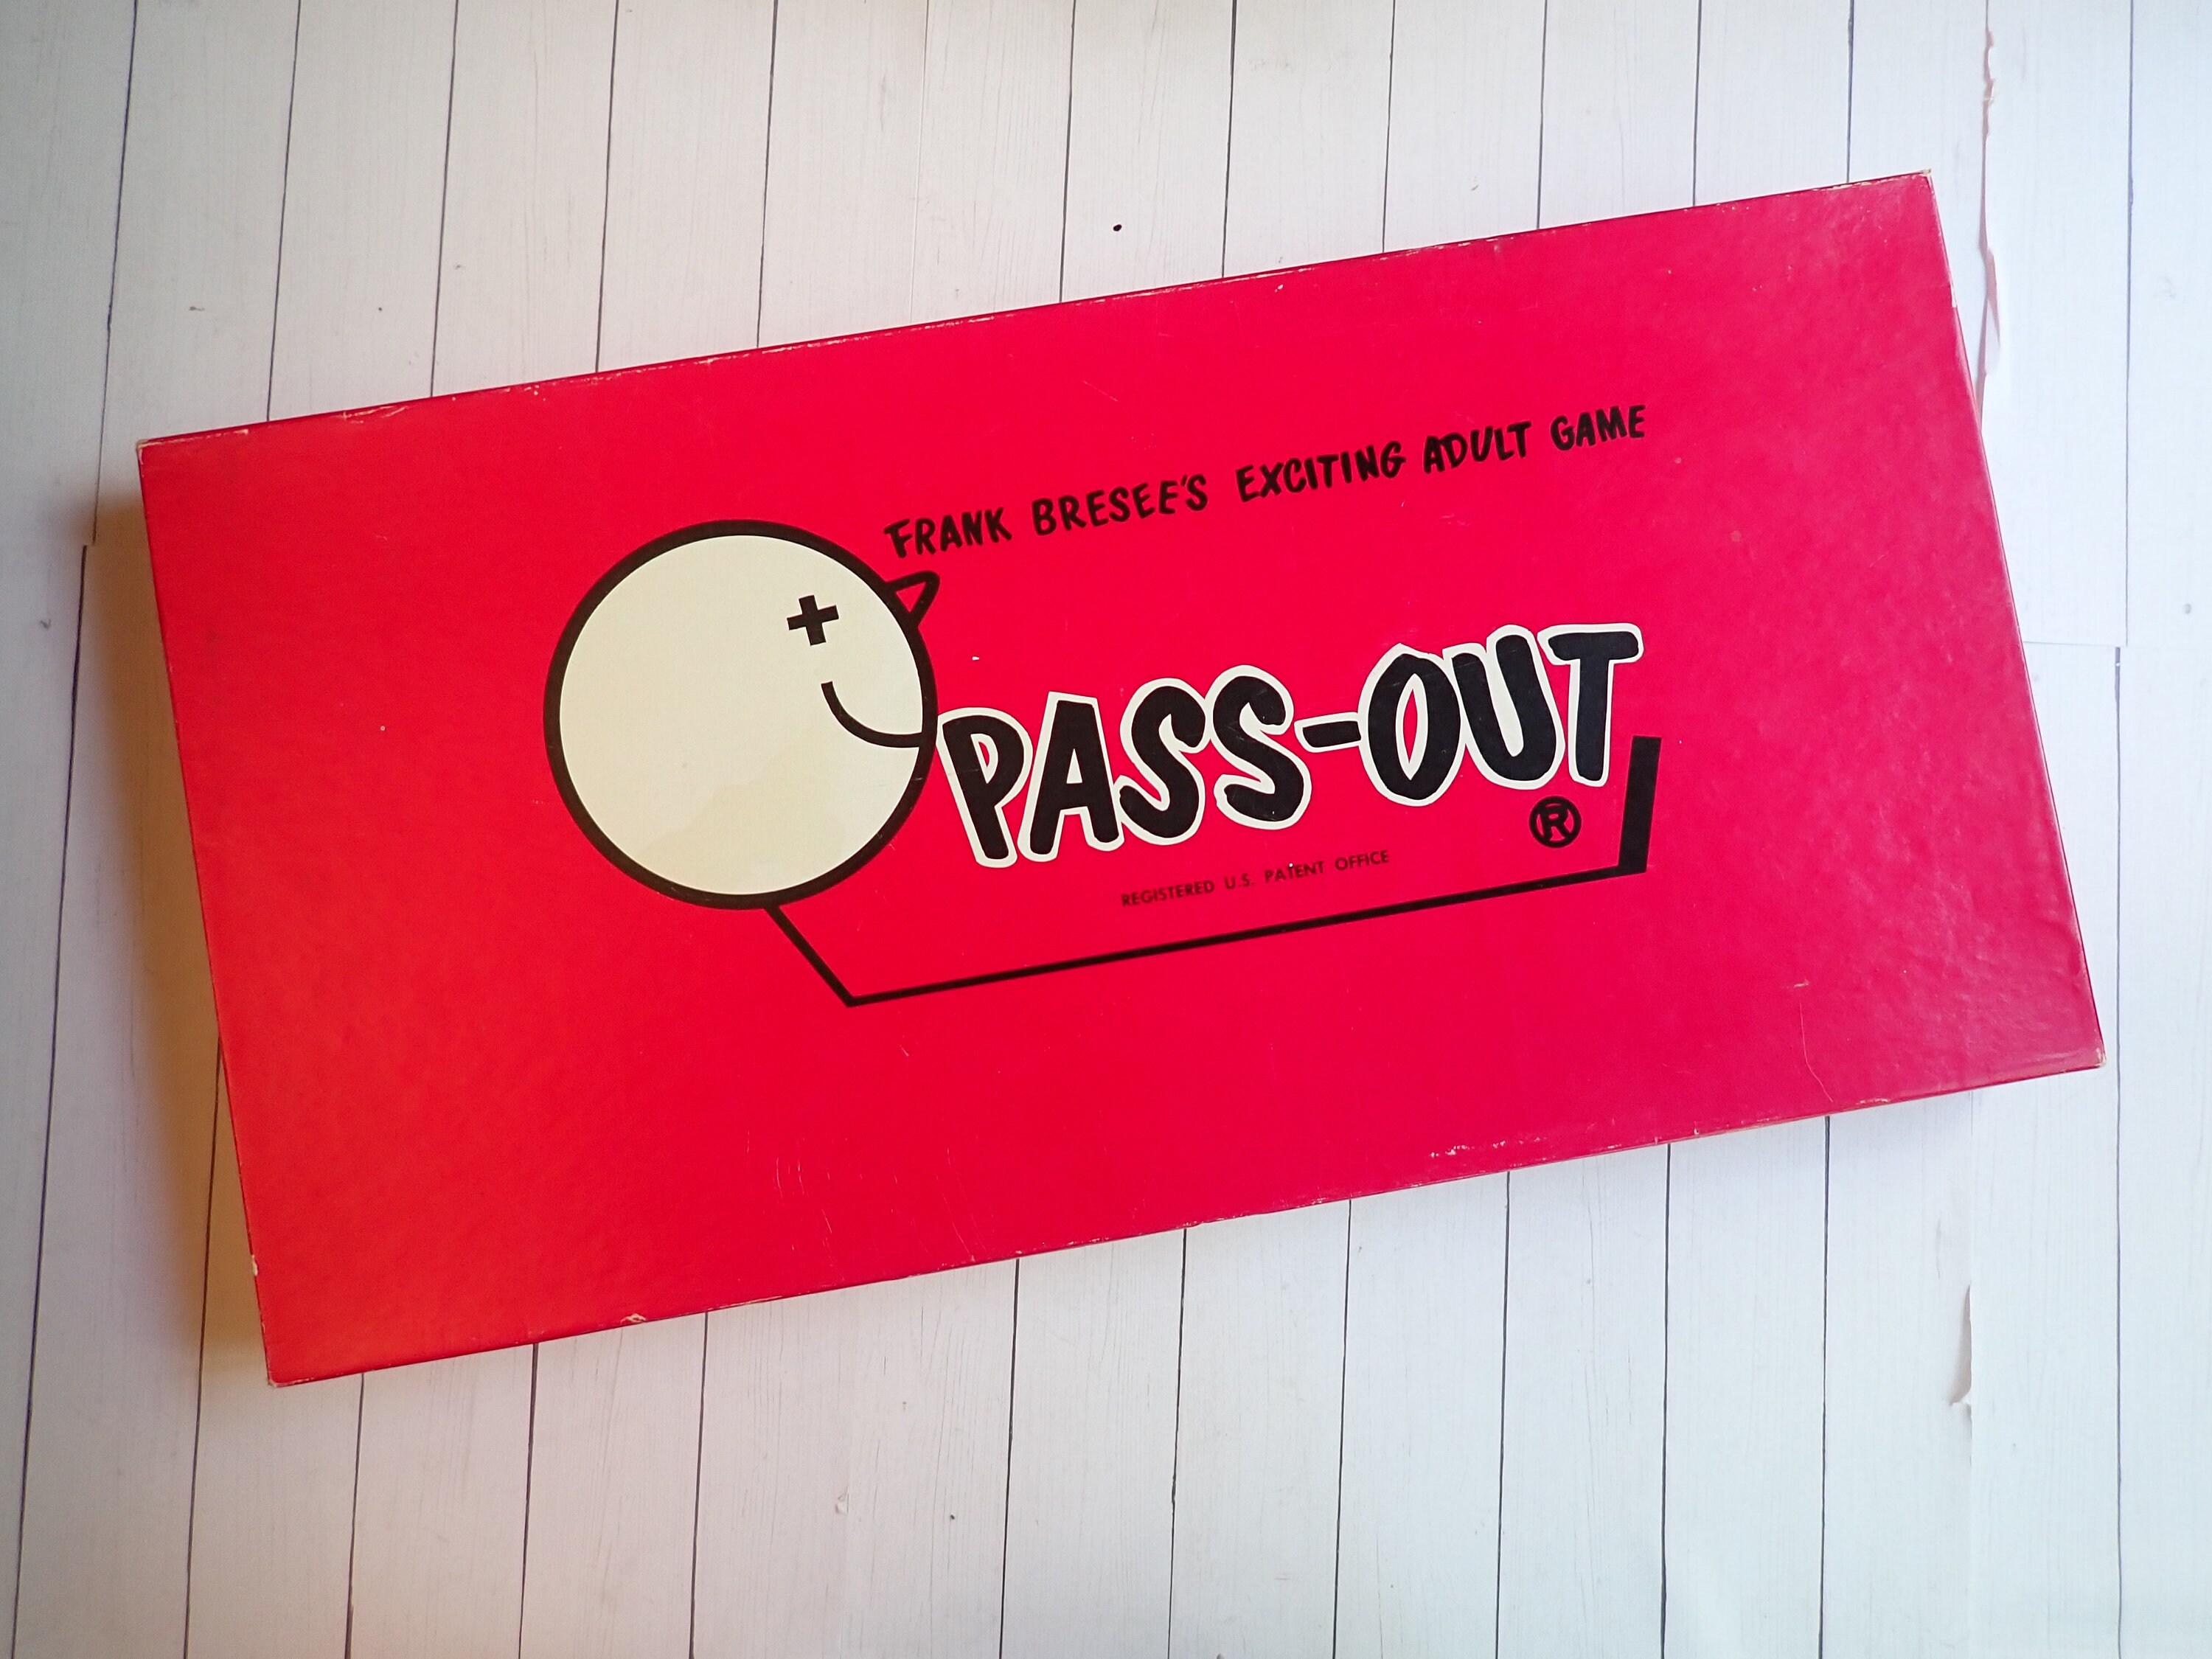 FRANK BRESEE'S EXCITING ADULT GAME
PASS-OUT
®
REGISTERED U.S. PATENT OFFICE